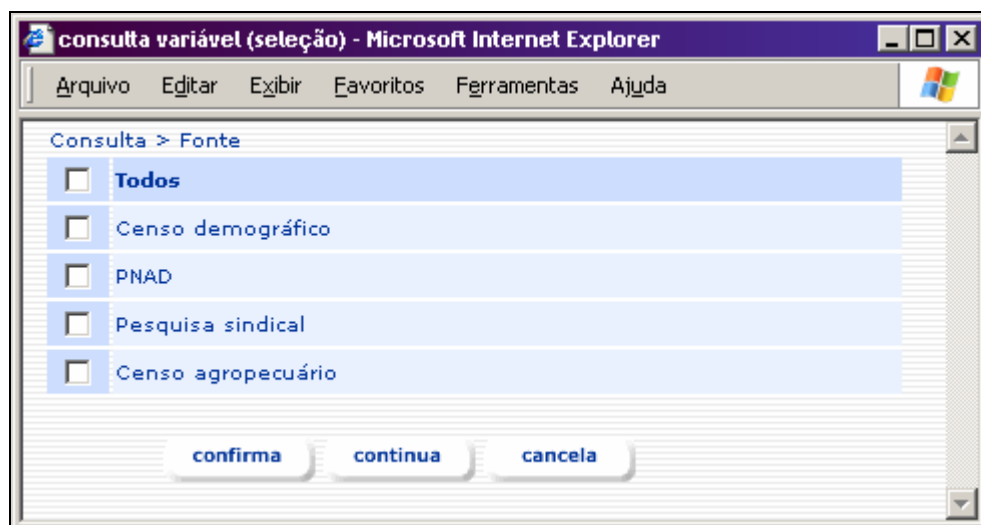 consulta variável (seleção) - Microsoft Internet Explorer
Arquivo Editar Exibir Favoritos Ferramentas Ajuda
Consulta > Fonte
Todos
Censo demográfico
PNAD
Pesquisa sindical
Censo agropecuário
confirma continua cancela